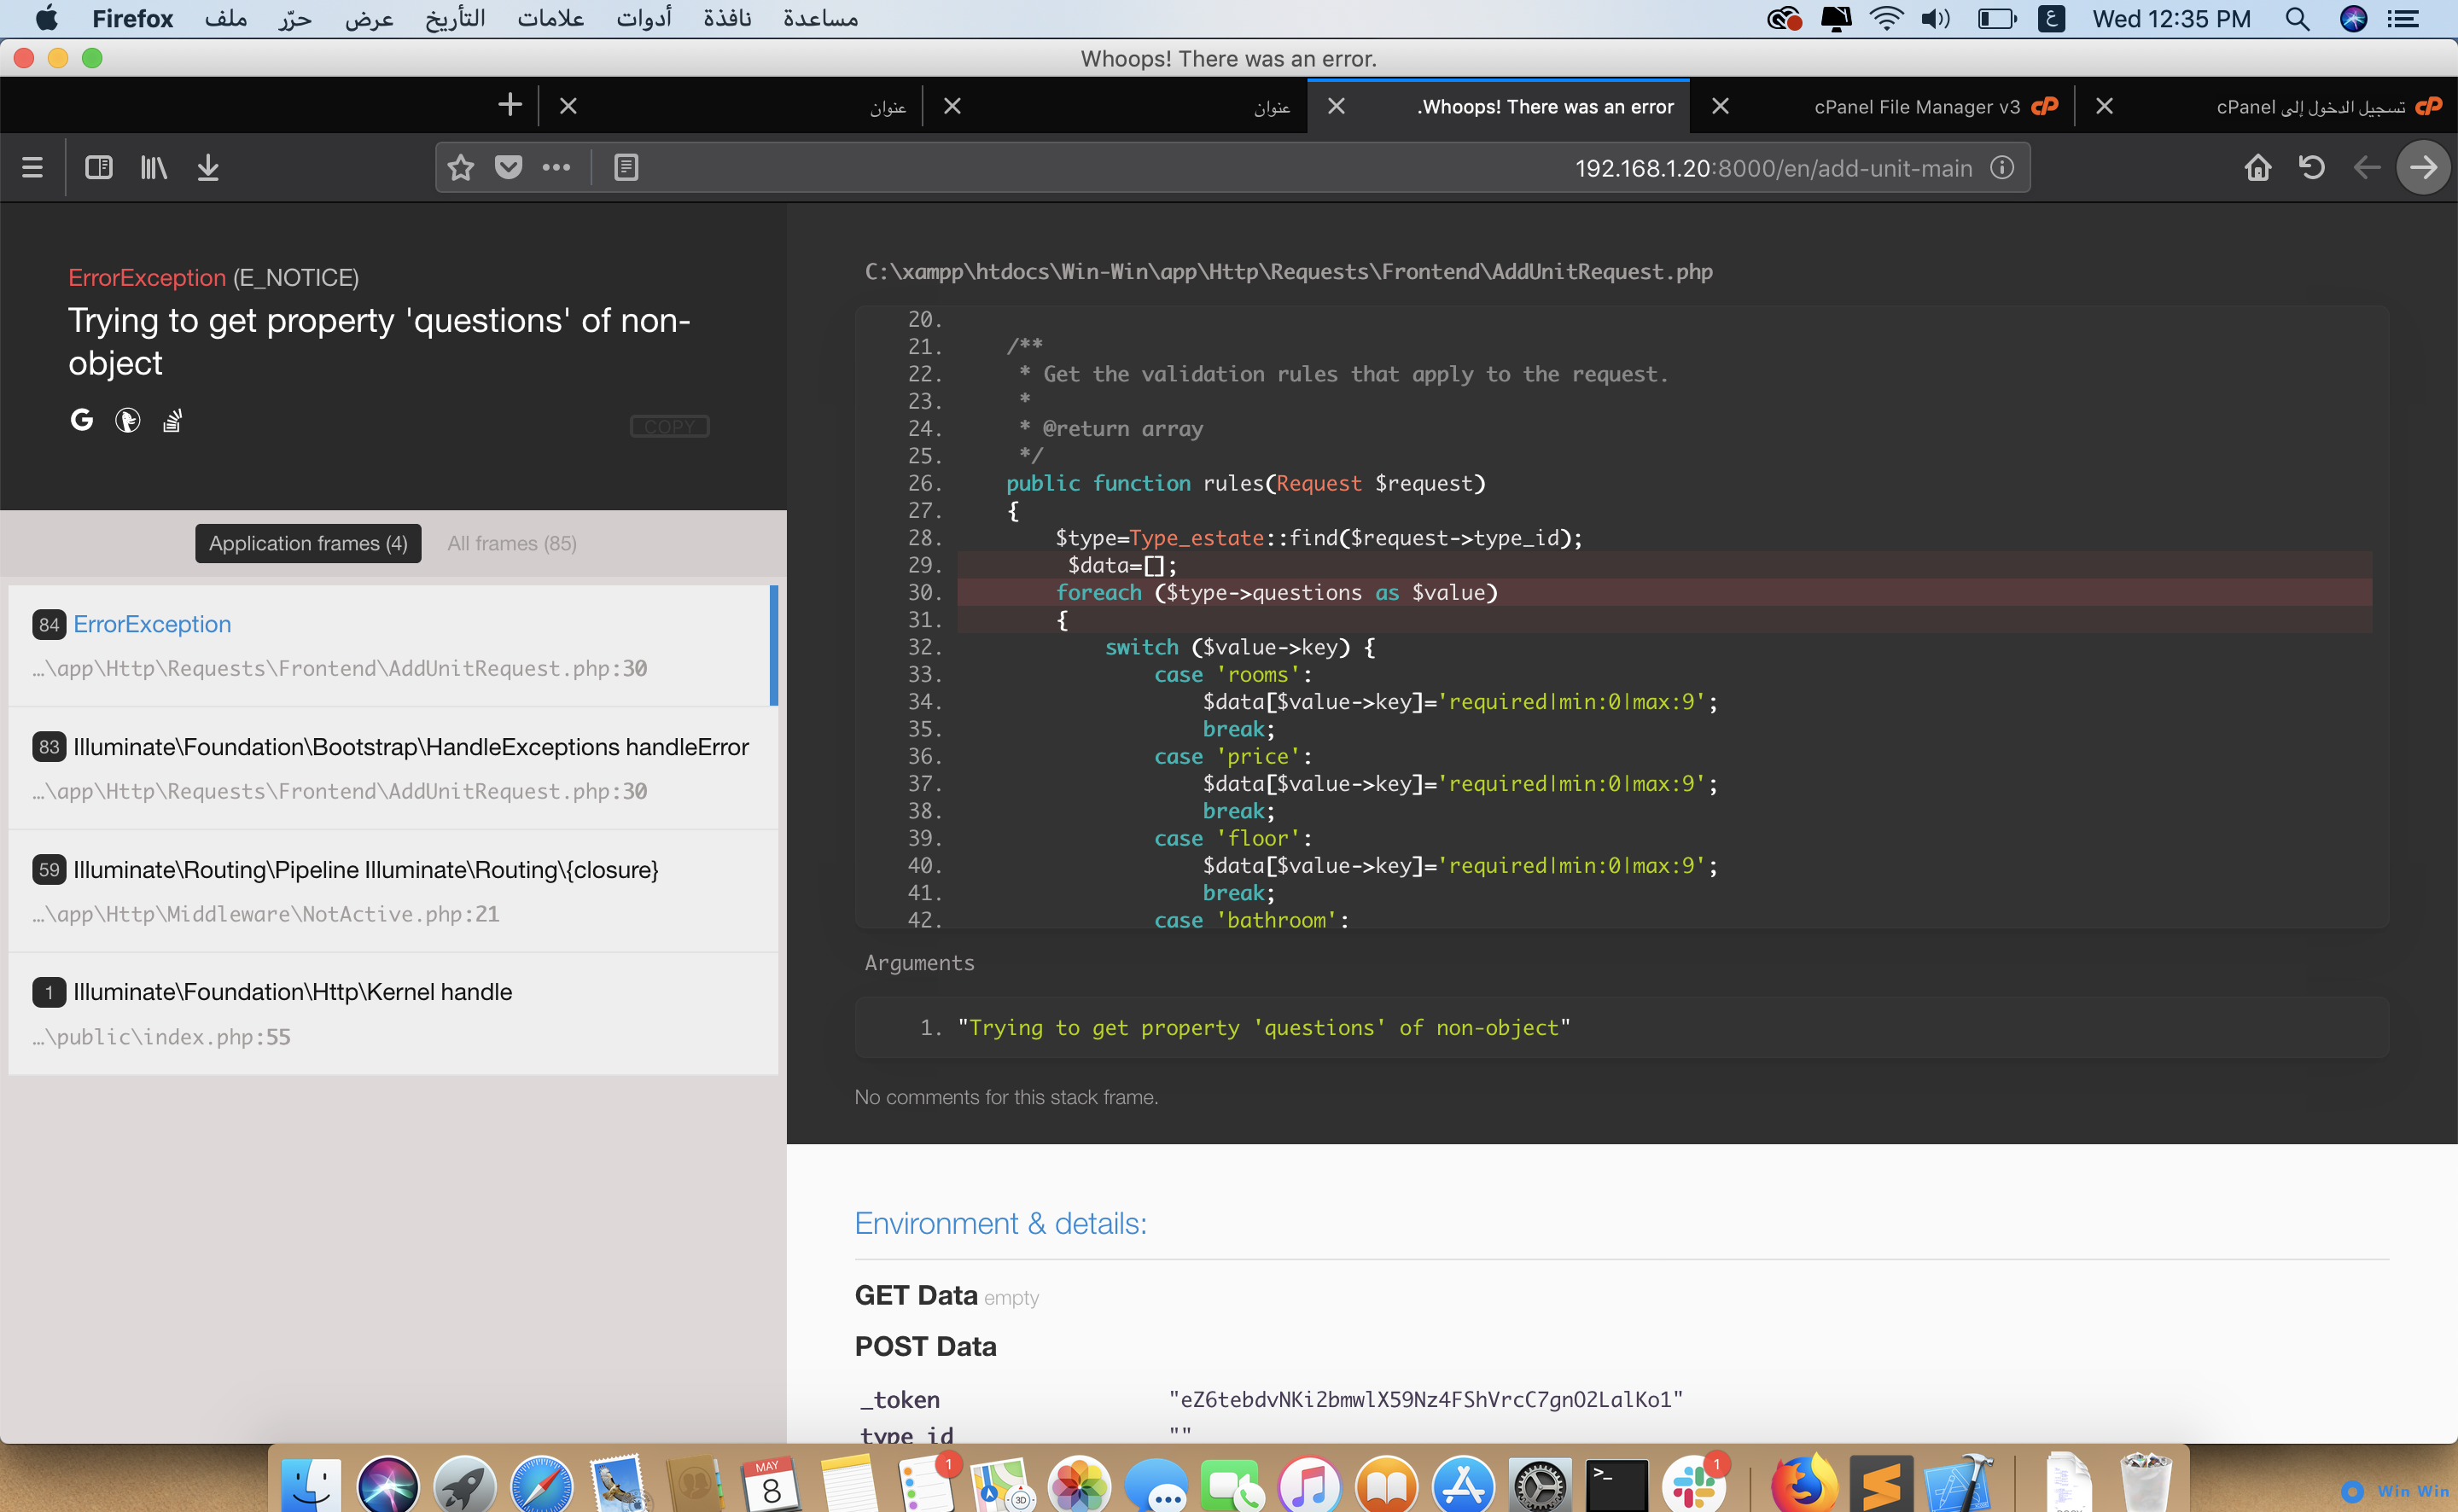 Firefox ملف حرّر عرض التأريخ علامات أدوات نافذة مساعدة
ع Wed 12:35 PM
Whoops! There was an error.
عنوان
عنوان
Whoops! There was an error.
cPanel File Manager v3
تسجيل الدخول إلى cPanel
192.168.1.20:8000/en/add-unit-main
ErrorException (E_NOTICE)
Trying to get property 'questions' of non-
object
COPY
Application frames (4) All frames (85)
84 ErrorException
…\app\Http\Requests\Frontend\AddUnitRequest.php:30
83 Illuminate\Foundation\Bootstrap\HandleExceptions handleError
…\app\Http\Requests\Frontend\AddUnitRequest.php:30
59 Illuminate\Routing\Pipeline Illuminate\Routing\{closure}
…\app\Http\Middleware\NotActive.php:21
1 Illuminate\Foundation\Http\Kernel handle
…\public\index.php:55
C:\xampp\htdocs\Win-Win\app\Http\Requests\Frontend\AddUnitRequest.php
20.
21. /**
22. * Get the validation rules that apply to the request.
23. *
24. * @return array
25. */
26. public function rules(Request $request)
27. {
28. $type=Type_estate::find($request->type_id);
29. $data=[];
30. foreach ($type->questions as $value)
31. {
32. switch ($value->key) {
33. case 'rooms':
34. $data[$value->key]='required|min:0|max:9';
35. break;
36. case 'price':
37. $data[$value->key]='required|min:0|max:9';
38. break;
39. case 'floor':
40. $data[$value->key]='required|min:0|max:9';
41. break;
42. case 'bathroom':
Arguments
1. "Trying to get property 'questions' of non-object"
No comments for this stack frame.
Environment & details:
GET Data empty
POST Data
_token "eZ6tebdvNKi2bmwlX59Nz4FShVrcC7gnO2LalKo1"
type_id ""
MAY
8
1
3D
>_
1
Win Win